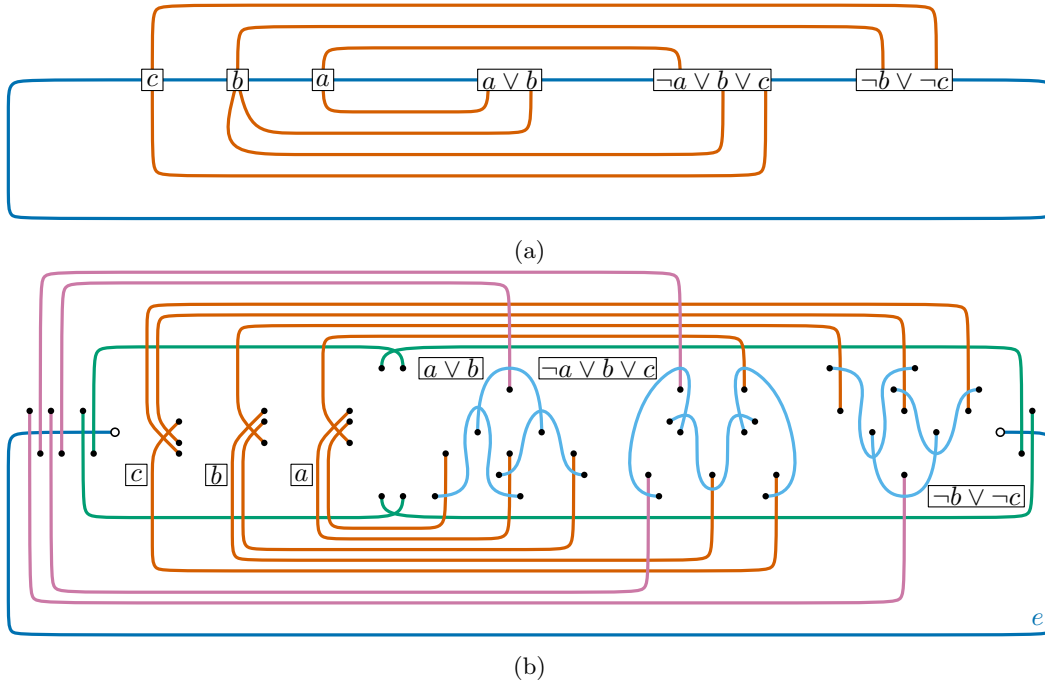 c b a a ∨ b ¬a ∨ b ∨ c ¬b ∨ ¬c
(a)
a ∨ b ¬a ∨ b ∨ c
c b a
¬b ∨ ¬c
e
(b)